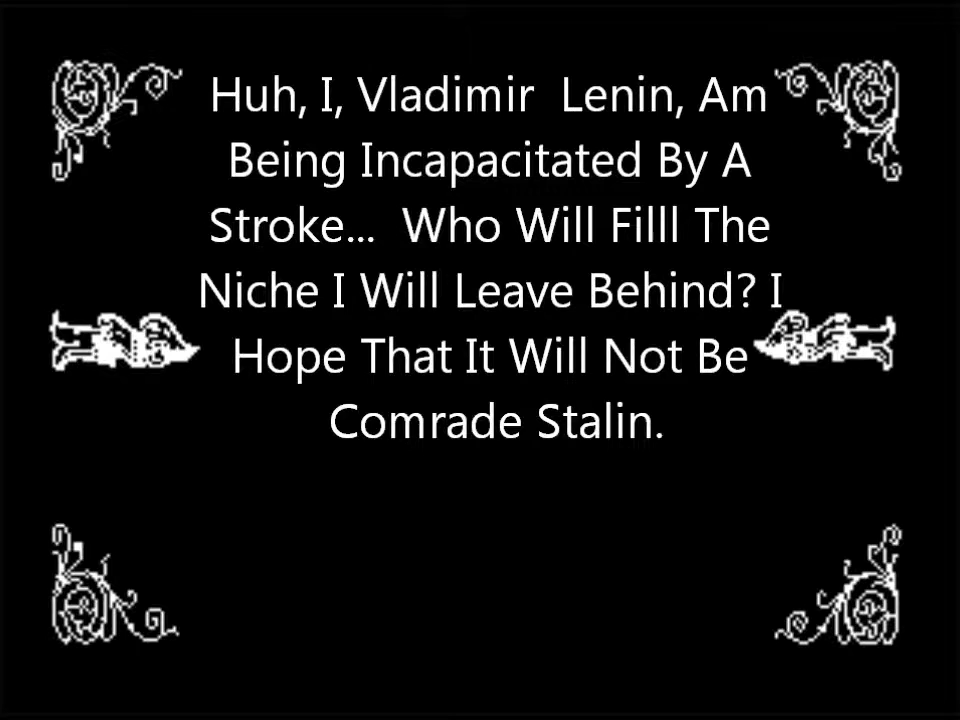 Huh, I, Vladimir  Lenin, Am
Being Incapacitated By A
Stroke...  Who Will Filll The
Niche I Will Leave Behind? I
Hope That It Will Not Be
Comrade Stalin.